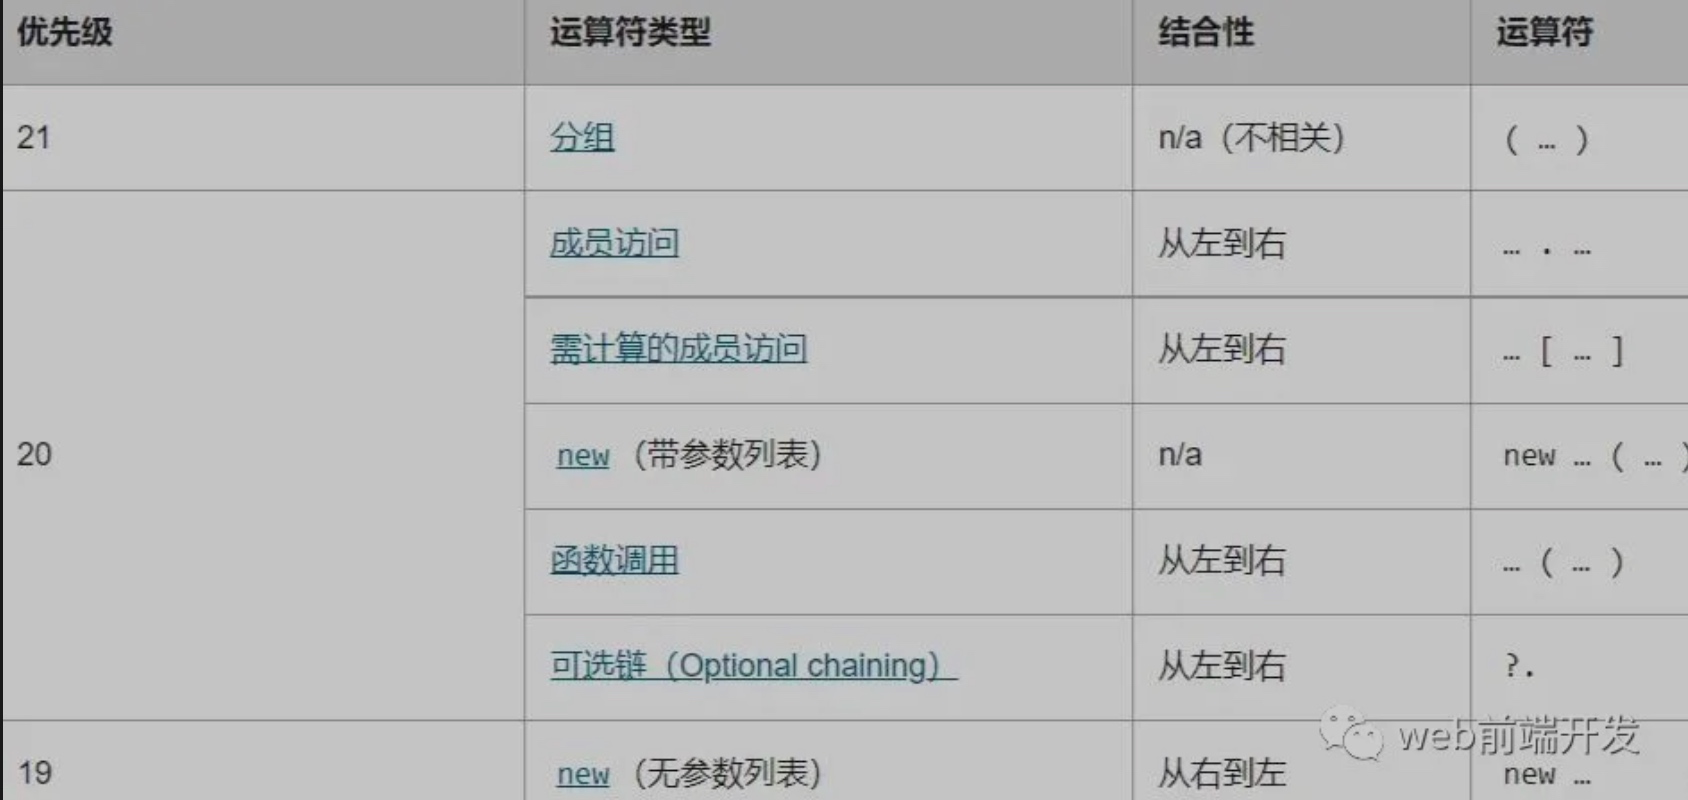 优先级 运算符类型 结合性 运算符
21 分组 n/a（不相关） ( … )
成员访问 从左到右 … . …
需计算的成员访问 从左到右 … [ … ]
20 new （带参数列表） n/a new … ( … )
函数调用 从左到右 … ( … )
可选链（Optional chaining） 从左到右 ?.
web前端开发
19 new （无参数列表） 从右到左 new …